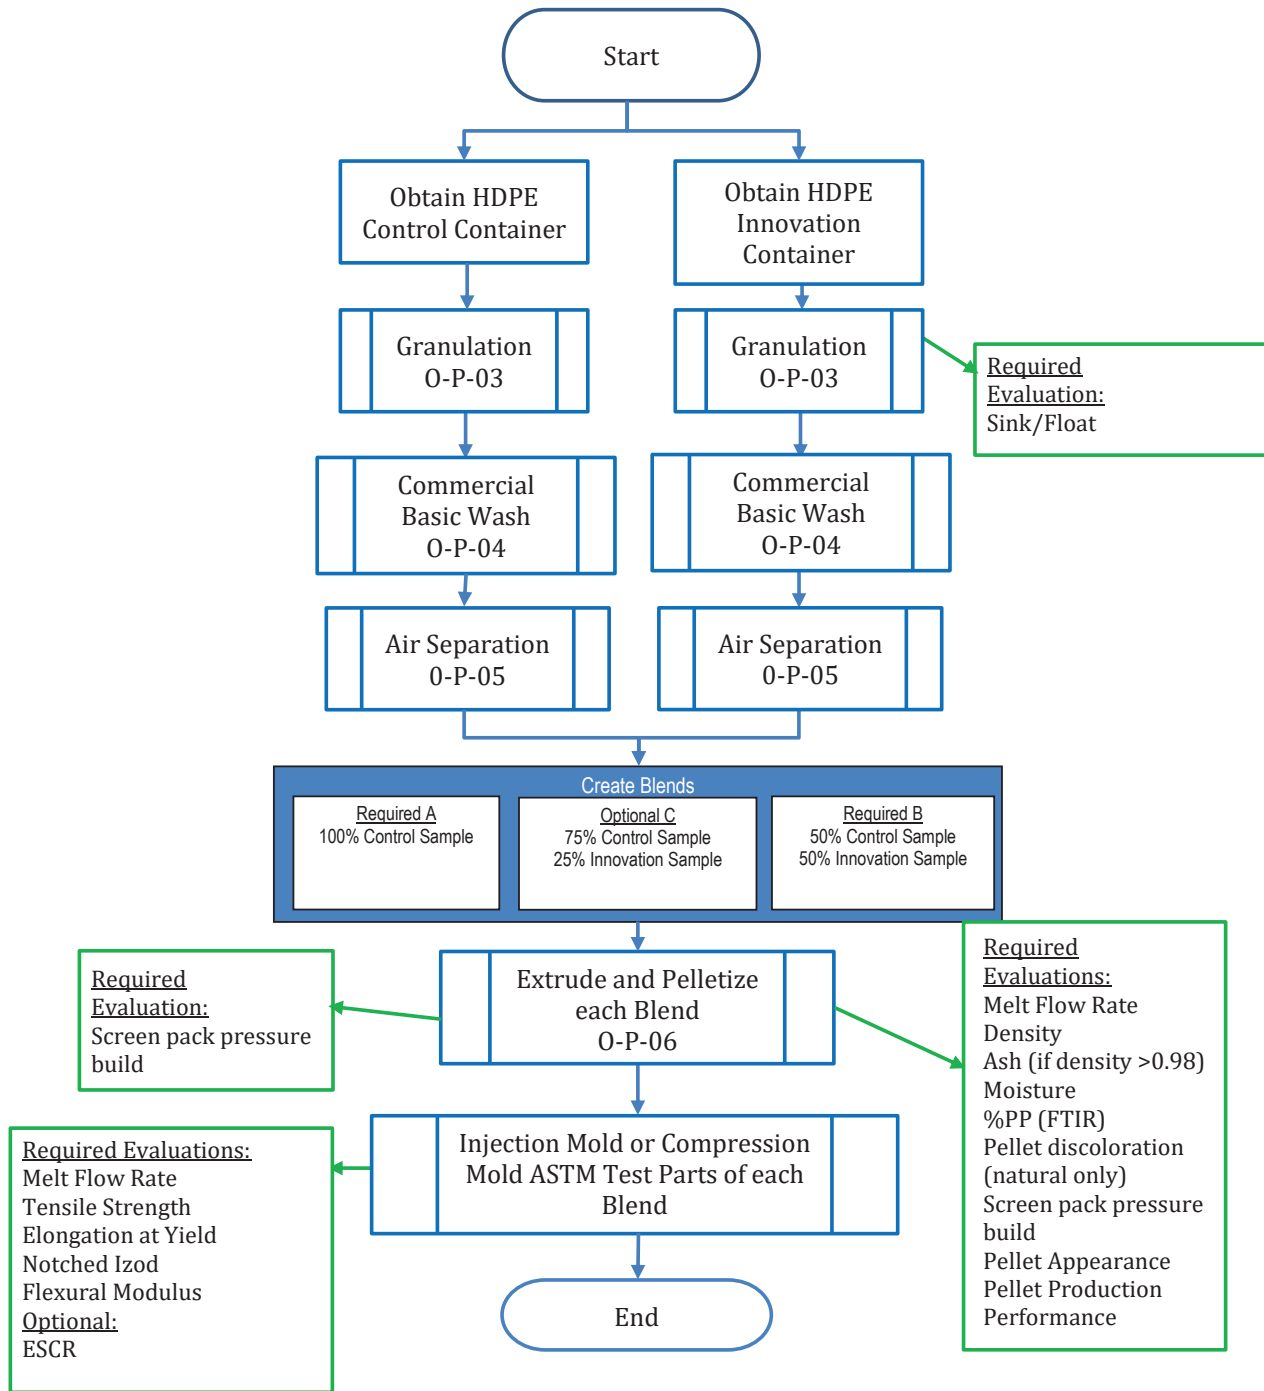 Start
Obtain HDPE
Control Container
Obtain HDPE
Innovation
Container
Granulation
O-P-03
Granulation
O-P-03
Required
Evaluation:
Sink/Float
Commercial
Basic Wash
O-P-04
Commercial
Basic Wash
O-P-04
Air Separation
0-P-05
Air Separation
0-P-05
Create Blends
Required A
100% Control Sample
Optional C
75% Control Sample
25% Innovation Sample
Required B
50% Control Sample
50% Innovation Sample
Required
Evaluation:
Screen pack pressure
build
Extrude and Pelletize
each Blend
O-P-06
Required
Evaluations:
Melt Flow Rate
Density
Ash (if density >0.98)
Moisture
%PP (FTIR)
Pellet discoloration
(natural only)
Screen pack pressure
build
Pellet Appearance
Pellet Production
Performance
Required Evaluations:
Melt Flow Rate
Tensile Strength
Elongation at Yield
Notched Izod
Flexural Modulus
Optional:
ESCR
Injection Mold or Compression
Mold ASTM Test Parts of each
Blend
End